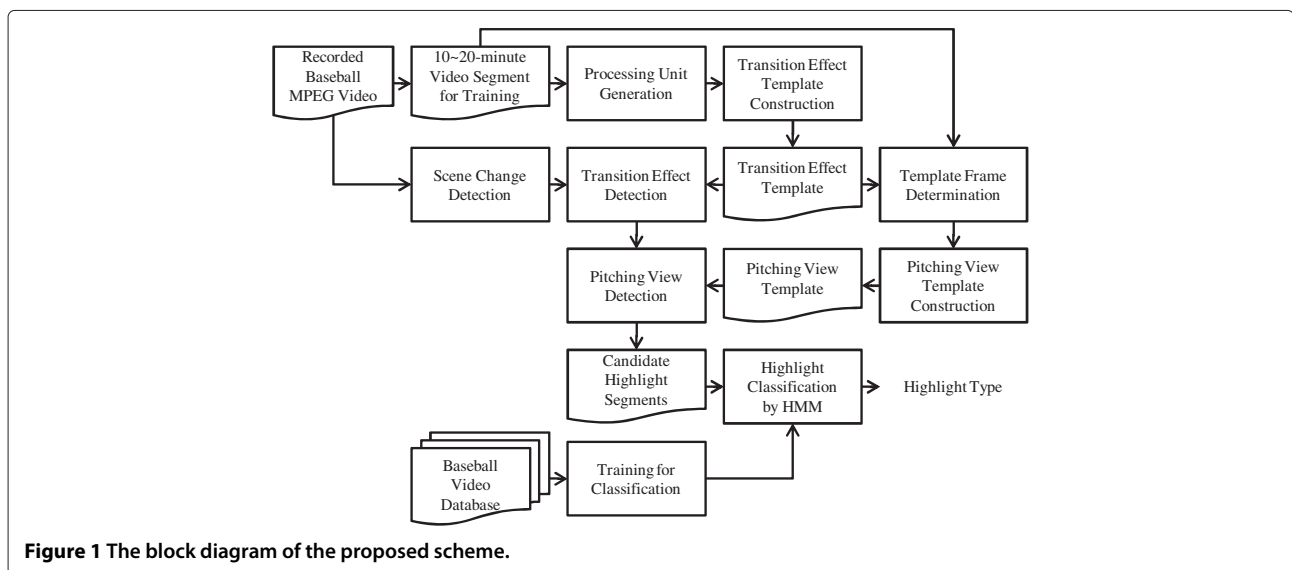 Recorded
Baseball
MPEG Video
10~20-minute
Video Segment
for Training
Processing Unit
Generation
Transition Effect
Template
Construction
Scene Change
Detection
Transition Effect
Detection
Transition Effect
Template
Template Frame
Determination
Pitching View
Detection
Pitching View
Template
Pitching View
Template
Construction
Candidate
Highlight
Segments
Highlight
Classification
by HMM
Highlight Type
Baseball
Video
Database
Training for
Classification
Figure 1 The block diagram of the proposed scheme.